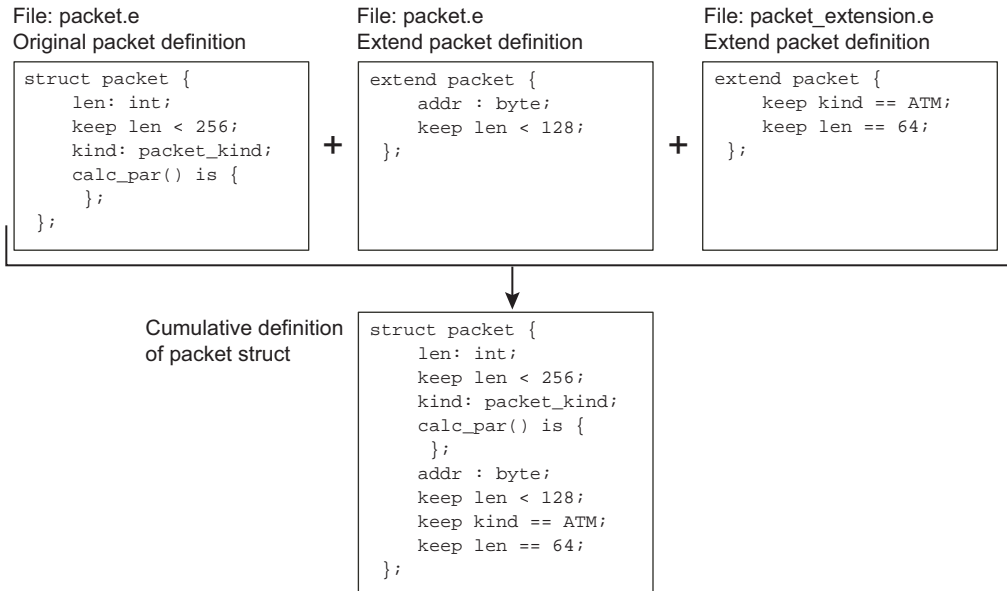 File: packet.e
Original packet definition
struct packet {
len: int;
keep len < 256;
kind: packet_kind;
calc_par() is {
};
};
+
File: packet.e
Extend packet definition
extend packet {
addr : byte;
keep len < 128;
};
+
File: packet_extension.e
Extend packet definition
extend packet {
keep kind == ATM;
keep len == 64;
};
Cumulative definition
of packet struct
struct packet {
len: int;
keep len < 256;
kind: packet_kind;
calc_par() is {
};
addr : byte;
keep len < 128;
keep kind == ATM;
keep len == 64;
};